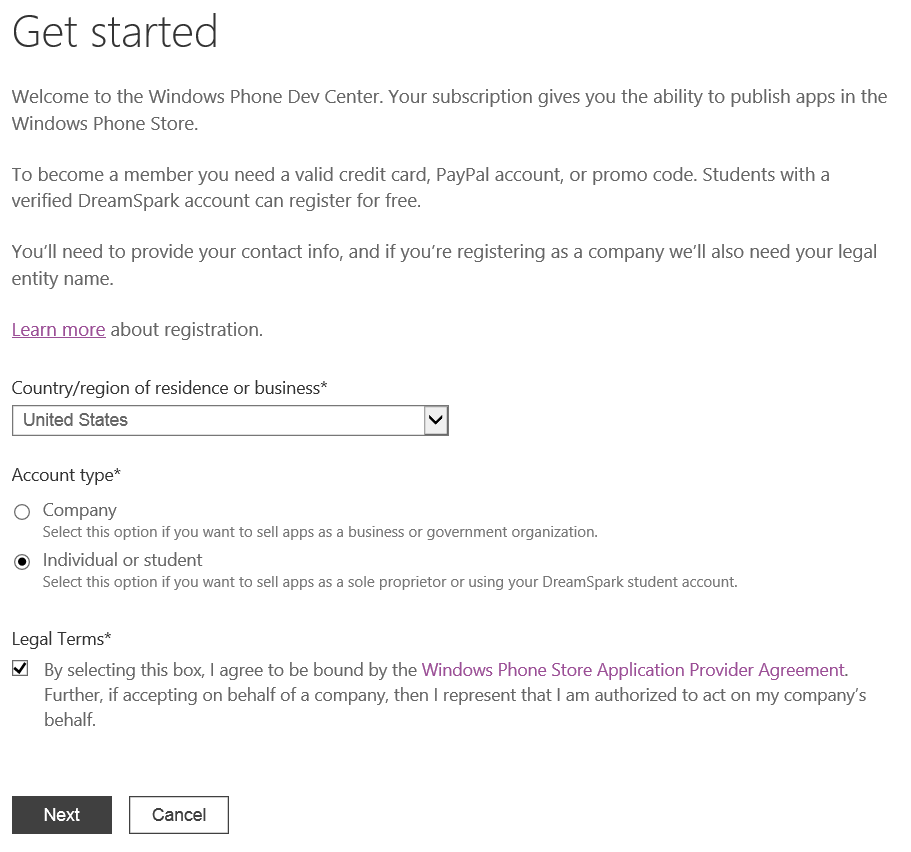 Get started
Welcome to the Windows Phone Dev Center. Your subscription gives you the ability to publish apps in the
Windows Phone Store.
To become a member you need a valid credit card, PayPal account, or promo code. Students with a
verified DreamSpark account can register for free.
You’ll need to provide your contact info, and if you’re registering as a company we’ll also need your legal
entity name.
Learn more about registration.
Country/region of residence or business*
United States
Account type*
Company
Select this option if you want to sell apps as a business or government organization.
Individual or student
Select this option if you want to sell apps as a sole proprietor or using your DreamSpark student account.
Legal Terms*
By selecting this box, I agree to be bound by the Windows Phone Store Application Provider Agreement.
Further, if accepting on behalf of a company, then I represent that I am authorized to act on my company’s
behalf.
Next Cancel